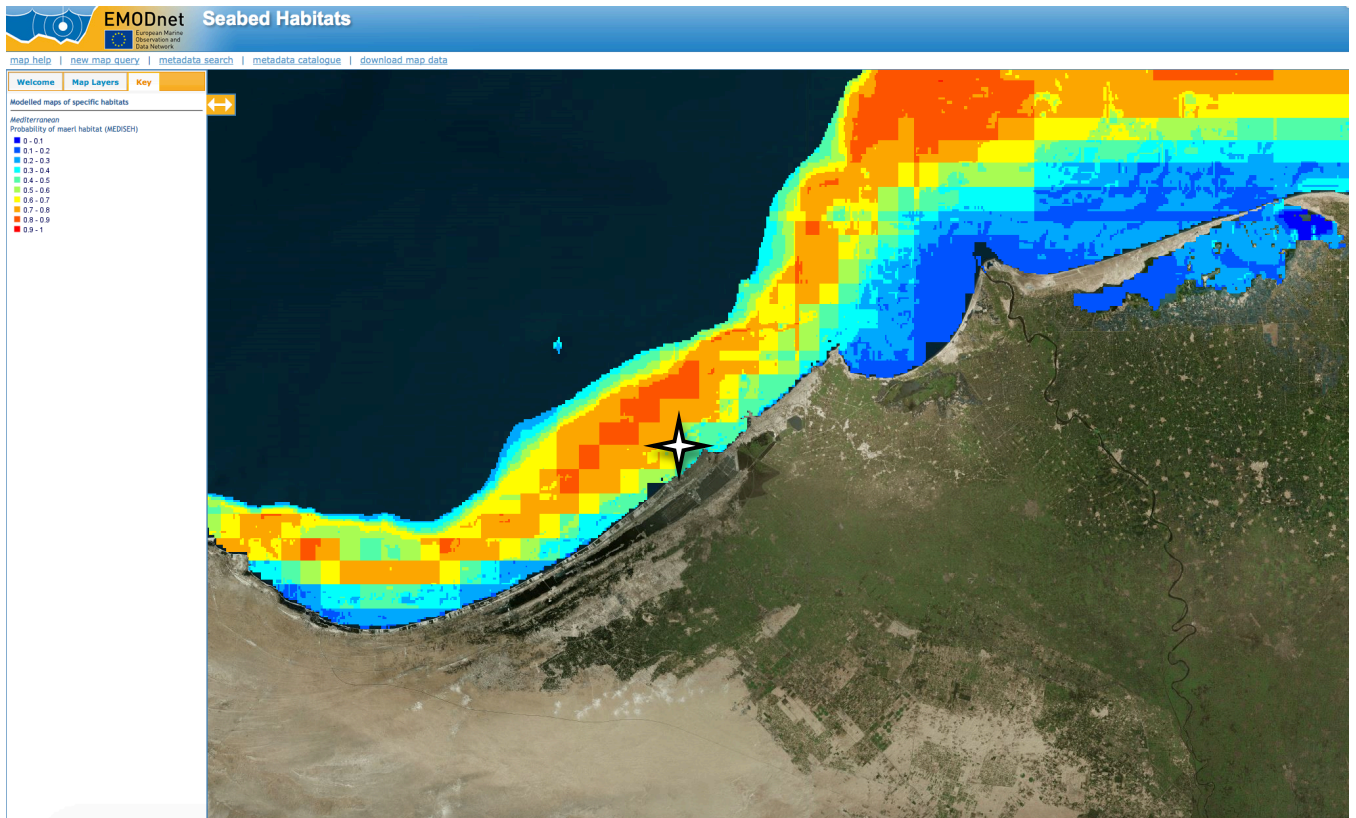 EMODnet
European Marine
Observation and
Data Network
Seabed Habitats
map help | new map query | metadata search | metadata catalogue | download map data
Welcome Map Layers Key
Modelled maps of specific habitats
Mediterranean
Probability of maerl habitat (MEDISEH)
0 - 0.1
0.1 - 0.2
0.2 - 0.3
0.3 - 0.4
0.4 - 0.5
0.5 - 0.6
0.6 - 0.7
0.7 - 0.8
0.8 - 0.9
0.9 - 1